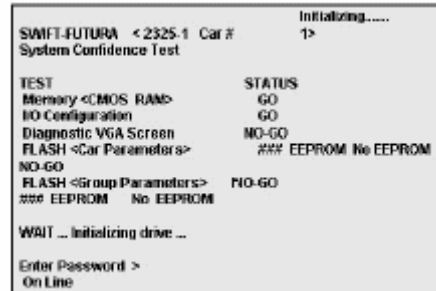 Initializing......
SWIFT-FUTURA < 2325-1 Car # 1>
System Confidence Test
TEST STATUS
Memory <CMOS RAM> GO
I/O Configuration GO
Diagnostic VGA Screen NO-GO
FLASH <Car Parameters> ### EEPROM No EEPROM
NO-GO
FLASH <Group Parameters> NO-GO
### EEPROM No EEPROM
WAIT ... Initializing drive ...
Enter Password >
On Line